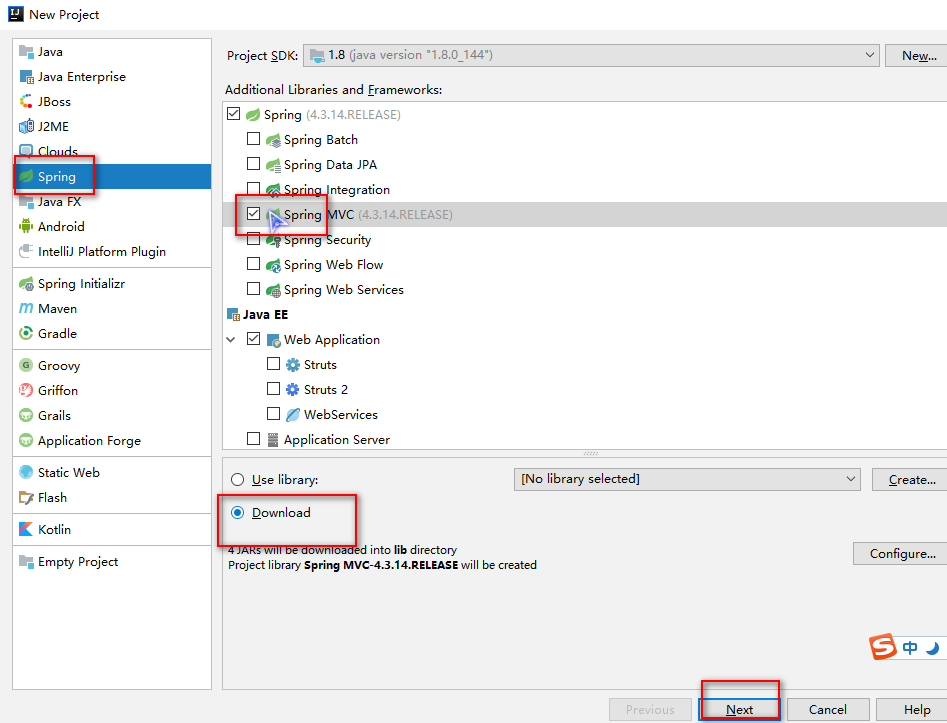 New Project
Java
Java Enterprise
JBoss
J2ME
Clouds
Spring
Java FX
Android
IntelliJ Platform Plugin
Spring Initializr
Maven
Gradle
Groovy
Griffon
Grails
Application Forge
Static Web
Flash
Kotlin
Empty Project
Project SDK: 1.8 (java version "1.8.0_144") New...
Additional Libraries and Frameworks:
Spring (4.3.14.RELEASE)
Spring Batch
Spring Data JPA
Spring Integration
Spring MVC (4.3.14.RELEASE)
Spring Security
Spring Web Flow
Spring Web Services
Java EE
Web Application
Struts
Struts 2
WebServices
Application Server
Use library: [No library selected] Create...
Download
4 JARs will be downloaded into lib directory
Project library Spring MVC-4.3.14.RELEASE will be created
Configure...
中
Previous Next Cancel Help